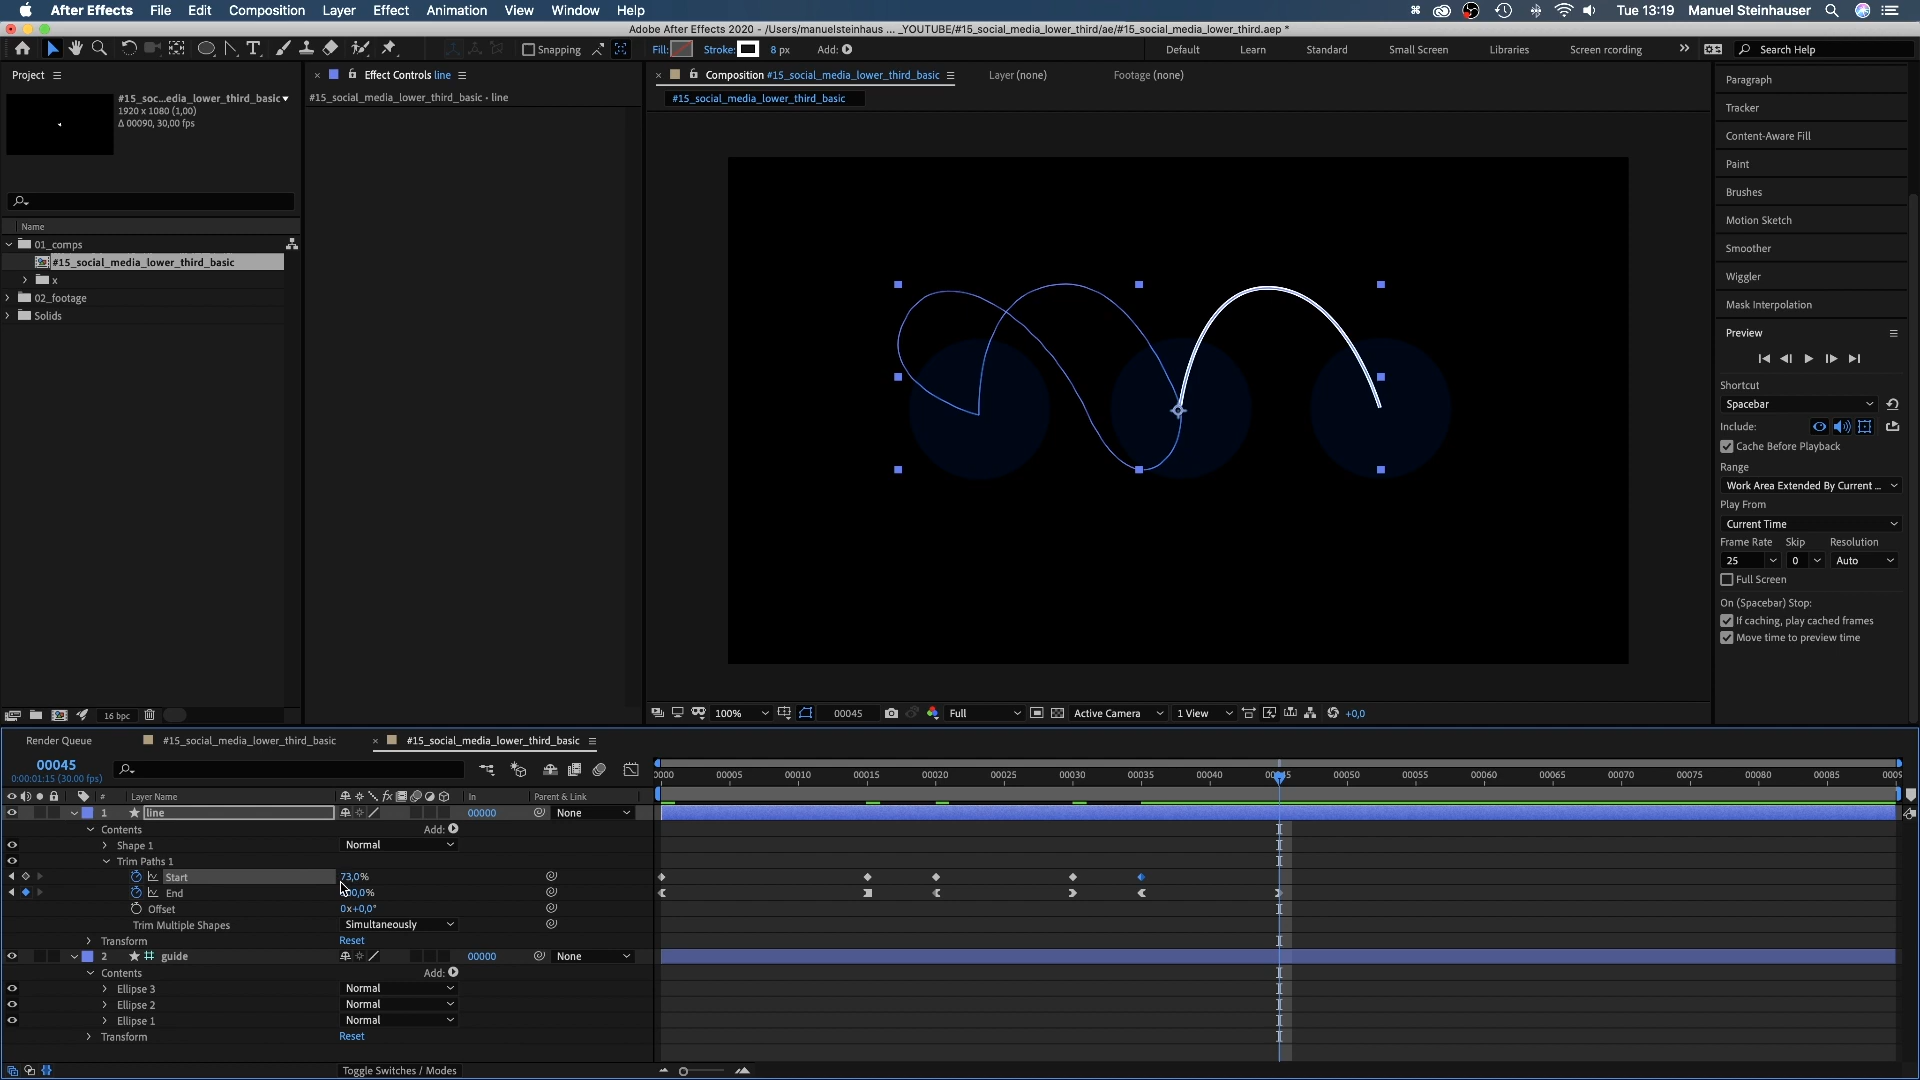 After Effects File Edit Composition Layer Effect Animation View Window Help Tue 13:19 Manuel Steinhauser
Adobe After Effects 2020 - /Users/manuelsteinhaus ... _YOUTUBE/#15_social_media_lower_third/ae/#15_social_media_lower_third.aep *
Snapping Fill: Stroke: 8 px Add: Default Learn Standard Small Screen Libraries Screen rcording Search Help
Project Effect Controls line Composition #15_social_media_lower_third_basic Layer (none) Footage (none)
#15_social_media_lower_third_basic • line
#15_social_media_lower_third_basic
#15_soc...edia_lower_third_basic
1920 x 1080 (1,00)
Δ 00090, 30,00 fps
Name
01_comps
#15_social_media_lower_third_basic
x
02_footage
Solids
16 bpc
100% 00045 Full Active Camera 1 View +0,0
Paragraph
Tracker
Content-Aware Fill
Paint
Brushes
Motion Sketch
Smoother
Wiggler
Mask Interpolation
Preview
Shortcut
Spacebar
Include:
Cache Before Playback
Range
Work Area Extended By Current ...
Play From
Current Time
Frame Rate Skip Resolution
25 0 Auto
Full Screen
On (Spacebar) Stop:
If caching, play cached frames
Move time to preview time
Render Queue #15_social_media_lower_third_basic #15_social_media_lower_third_basic
00045
0:00:01:15 (30.00 fps)
0000 00005 00010 00015 00020 00025 00030 00035 00040 00045 00050 00055 00060 00065 00070 00075 00080 00085 0009
# Layer Name In Parent & Link
1 line 00000 None
Contents Add:
Shape 1 Normal
Trim Paths 1
Start 73,0%
End 00,0%
Offset 0x+0,0°
Trim Multiple Shapes Simultaneously
Transform Reset
2 guide 00000 None
Contents Add:
Ellipse 3 Normal
Ellipse 2 Normal
Ellipse 1 Normal
Transform Reset
Toggle Switches / Modes